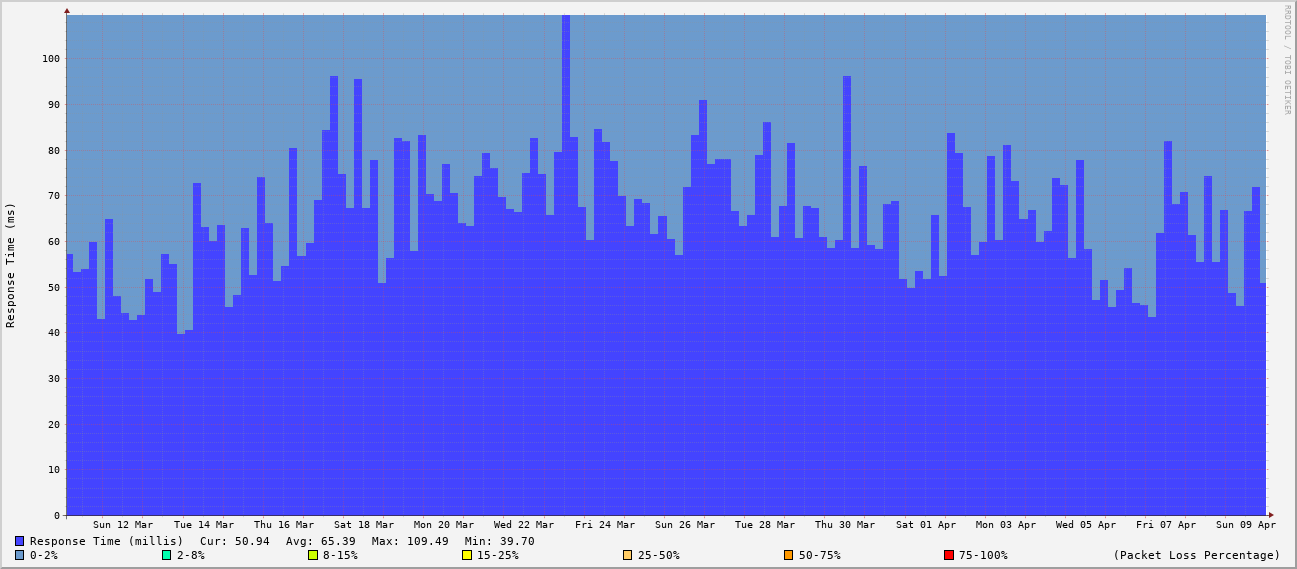 RRDTOOL / TOBI OETIKER
Response Time (ms)
100
90
80
70
60
50
40
30
20
10
0
Sun 12 Mar Tue 14 Mar Thu 16 Mar Sat 18 Mar Mon 20 Mar Wed 22 Mar Fri 24 Mar Sun 26 Mar Tue 28 Mar Thu 30 Mar Sat 01 Apr Mon 03 Apr Wed 05 Apr Fri 07 Apr Sun 09 Apr
Response Time (millis) Cur: 50.94 Avg: 65.39 Max: 109.49 Min: 39.70
0-2% 2-8% 8-15% 15-25% 25-50% 50-75% 75-100% (Packet Loss Percentage)